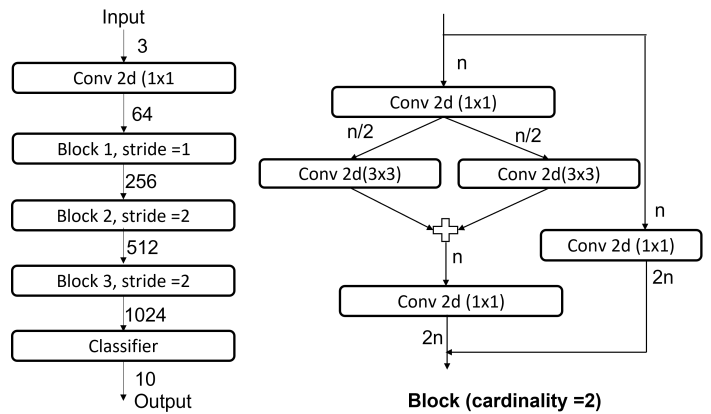 Input
3
Conv 2d (1x1
64
Block 1, stride =1
256
Block 2, stride =2
512
Block 3, stride =2
1024
Classifier
10
Output
n
Conv 2d (1x1)
n/2
n/2
Conv 2d(3x3)
Conv 2d(3x3)
n
Conv 2d (1x1)
2n
n
Conv 2d (1x1)
2n
Block (cardinality =2)